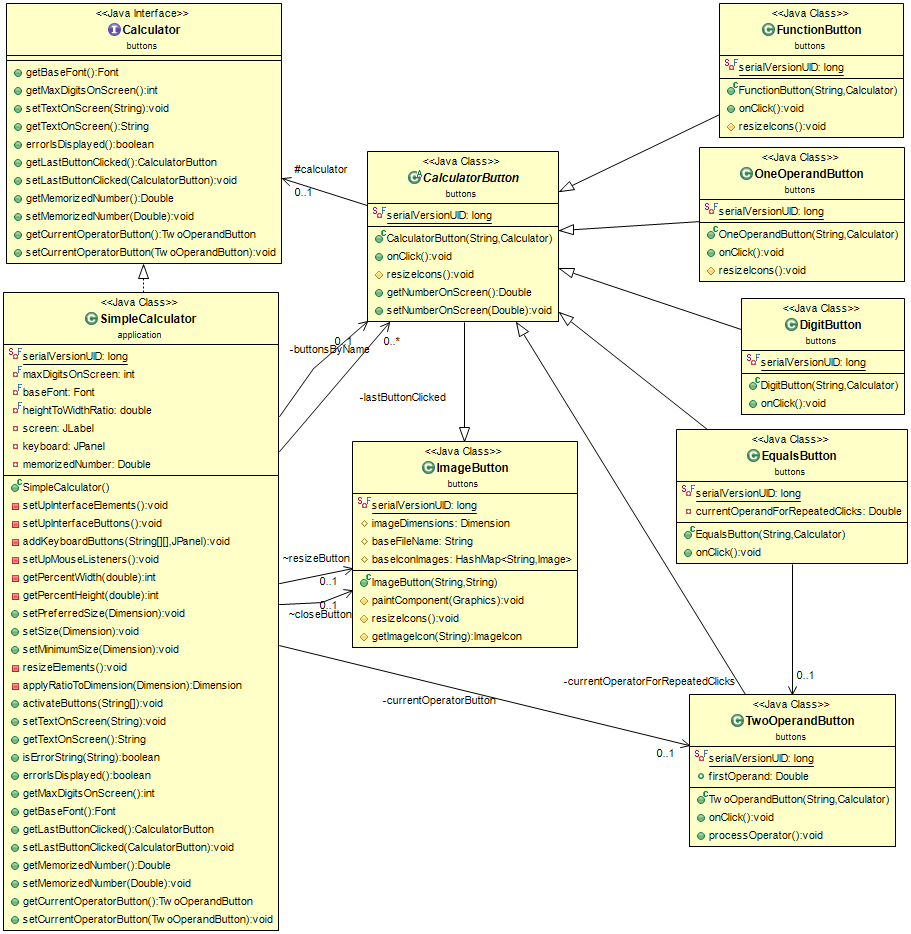 <<Java Interface>>
Calculator
buttons
getBaseFont():Font
getMaxDigitsOnScreen():int
setTextOnScreen(String):void
getTextOnScreen():String
errorIsDisplayed():boolean
getLastButtonClicked():CalculatorButton
setLastButtonClicked(CalculatorButton):void
getMemorizedNumber():Double
setMemorizedNumber(Double):void
getCurrentOperatorButton():TwoOperandButton
setCurrentOperatorButton(TwoOperandButton):void
<<Java Class>>
SimpleCalculator
application
serialVersionUID: long
maxDigitsOnScreen: int
baseFont: Font
heightToWidthRatio: double
screen: JLabel
keyboard: JPanel
memorizedNumber: Double
SimpleCalculator()
setUpInterfaceElements():void
setUpInterfaceButtons():void
addKeyboardButtons(String[][],JPanel):void
setUpMouseListeners():void
getPercentWidth(double):int
getPercentHeight(double):int
setPreferredSize(Dimension):void
setSize(Dimension):void
setMinimumSize(Dimension):void
resizeElements():void
applyRatioToDimension(Dimension):Dimension
activateButtons(String[]):void
setTextOnScreen(String):void
getTextOnScreen():String
isErrorString(String):boolean
errorIsDisplayed():boolean
getMaxDigitsOnScreen():int
getBaseFont():Font
getLastButtonClicked():CalculatorButton
setLastButtonClicked(CalculatorButton):void
getMemorizedNumber():Double
setMemorizedNumber(Double):void
getCurrentOperatorButton():TwoOperandButton
setCurrentOperatorButton(TwoOperandButton):void
#calculator
0..1
<<Java Class>>
CalculatorButton
buttons
serialVersionUID: long
CalculatorButton(String,Calculator)
onClick():void
resizeIcons():void
getNumberOnScreen():Double
setNumberOnScreen(Double):void
0..1
0..*
-buttonsByName
-lastButtonClicked
<<Java Class>>
ImageButton
buttons
serialVersionUID: long
imageDimensions: Dimension
baseFileName: String
baseIconImages: HashMap<String,Image>
ImageButton(String,String)
paintComponent(Graphics):void
resizeIcons():void
getImageIcon(String):ImageIcon
~resizeButton
0..1
0..1
~closeButton
-currentOperatorButton
0..1
-currentOperatorForRepeatedClicks
0..1
<<Java Class>>
FunctionButton
buttons
serialVersionUID: long
FunctionButton(String,Calculator)
onClick():void
resizeIcons():void
<<Java Class>>
OneOperandButton
buttons
serialVersionUID: long
OneOperandButton(String,Calculator)
onClick():void
resizeIcons():void
<<Java Class>>
DigitButton
buttons
serialVersionUID: long
DigitButton(String,Calculator)
onClick():void
<<Java Class>>
EqualsButton
buttons
serialVersionUID: long
currentOperandForRepeatedClicks: Double
EqualsButton(String,Calculator)
onClick():void
<<Java Class>>
TwoOperandButton
buttons
serialVersionUID: long
firstOperand: Double
TwoOperandButton(String,Calculator)
onClick():void
processOperator():void